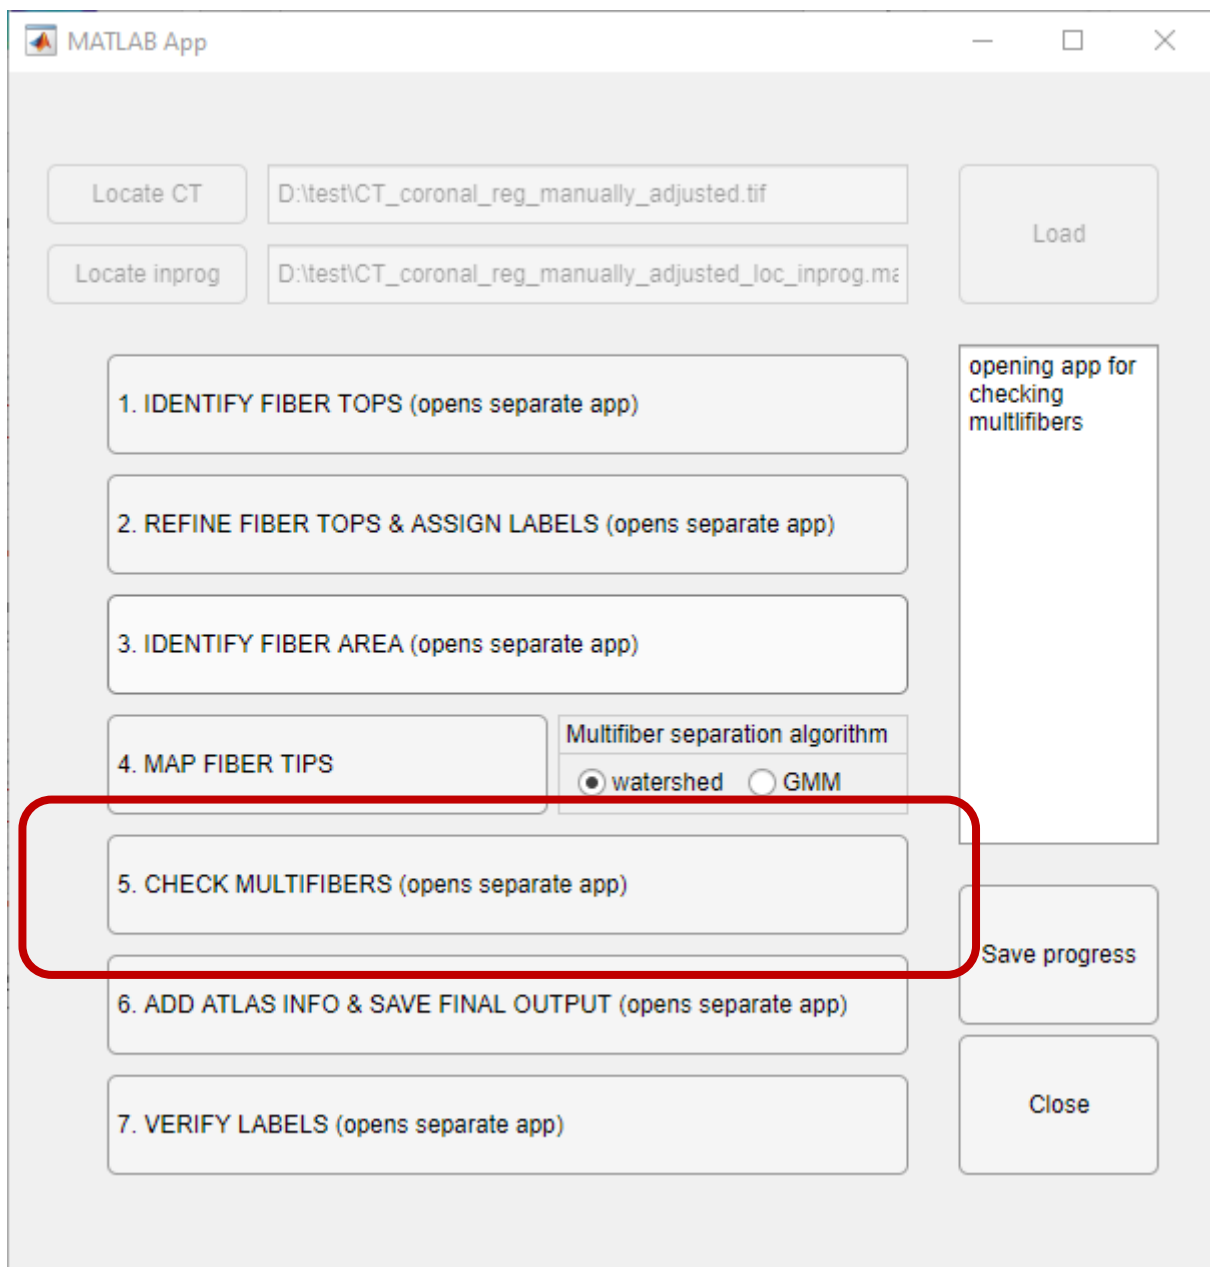 MATLAB App
Locate CT
D:\test\CT_coronal_reg_manually_adjusted.tif
Load
Locate inprog
D:\test\CT_coronal_reg_manually_adjusted_loc_inprog.ma
1. IDENTIFY FIBER TOPS (opens separate app)
opening app for
checking
multlifibers
2. REFINE FIBER TOPS & ASSIGN LABELS (opens separate app)
3. IDENTIFY FIBER AREA (opens separate app)
4. MAP FIBER TIPS
Multifiber separation algorithm
watershed
GMM
5. CHECK MULTIFIBERS (opens separate app)
Save progress
6. ADD ATLAS INFO & SAVE FINAL OUTPUT (opens separate app)
7. VERIFY LABELS (opens separate app)
Close